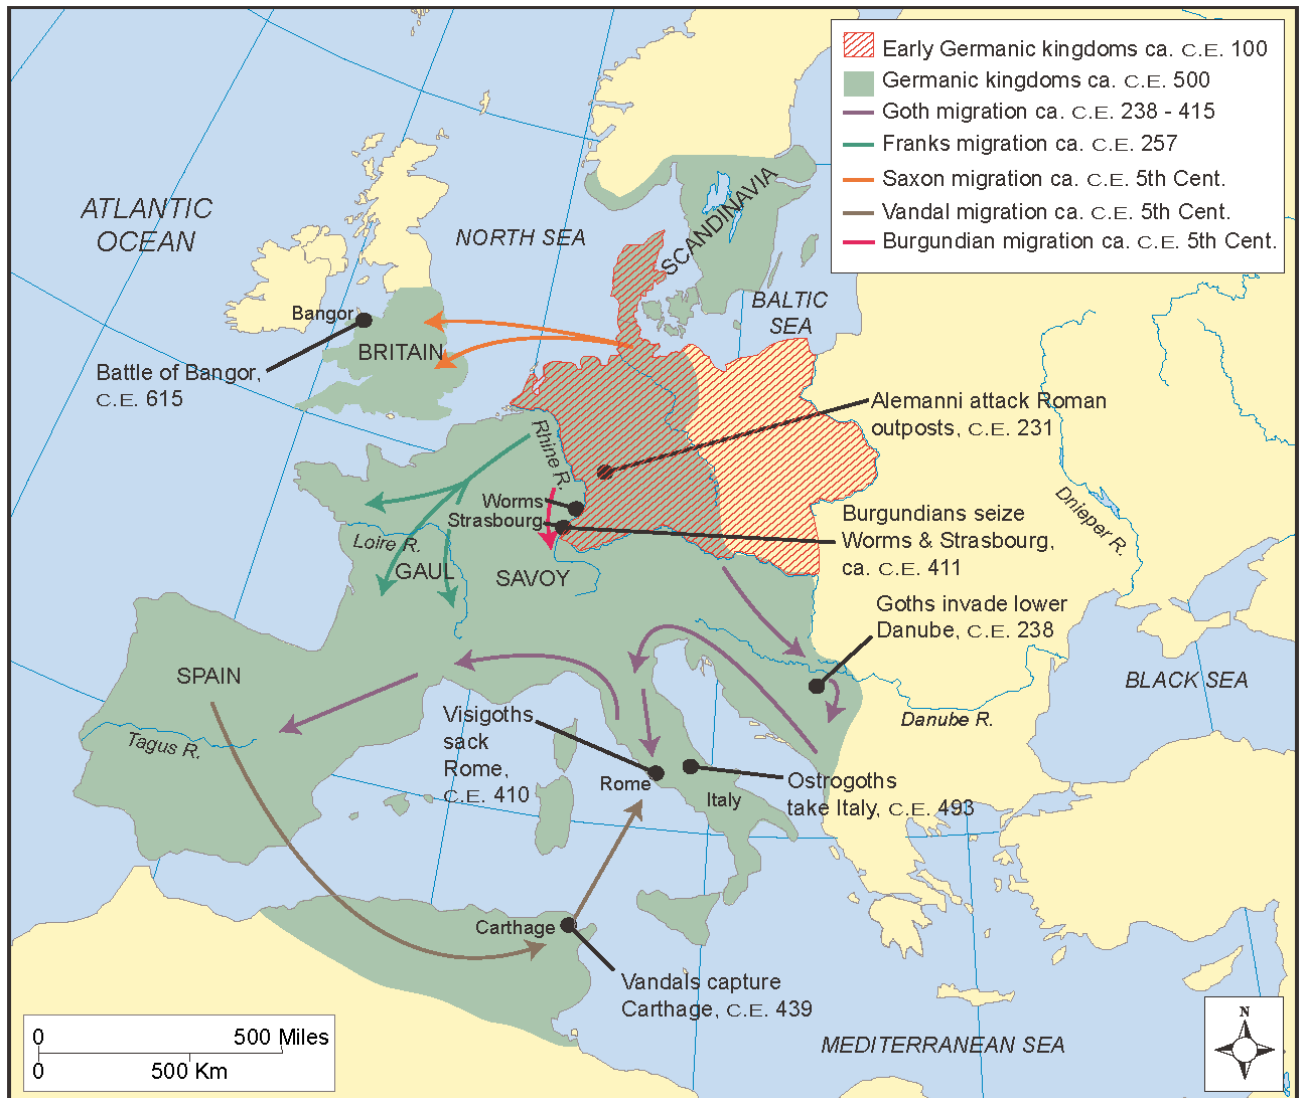 Early Germanic kingdoms ca. C.E. 100
Germanic kingdoms ca. C.E. 500
Goth migration ca. C.E. 238 - 415
Franks migration ca. C.E. 257
Saxon migration ca. C.E. 5th Cent.
Vandal migration ca. C.E. 5th Cent.
Burgundian migration ca. C.E. 5th Cent.
ATLANTIC
OCEAN
NORTH SEA
SCANDINAVIA
BALTIC
SEA
Bangor
BRITAIN
Battle of Bangor,
C.E. 615
Alemanni attack Roman
outposts, C.E. 231
Rhine R.
Worms
Strasbourg
Burgundians seize
Worms & Strasbourg,
ca. C.E. 411
Dnieper R.
Loire R.
GAUL
SAVOY
Goths invade lower
Danube, C.E. 238
SPAIN
BLACK SEA
Tagus R.
Danube R.
Visigoths
sack
Rome,
C.E. 410
Rome
Italy
Ostrogoths
take Italy, C.E. 493
Carthage
Vandals capture
Carthage, C.E. 439
MEDITERRANEAN SEA
0 500 Miles
0 500 Km
N